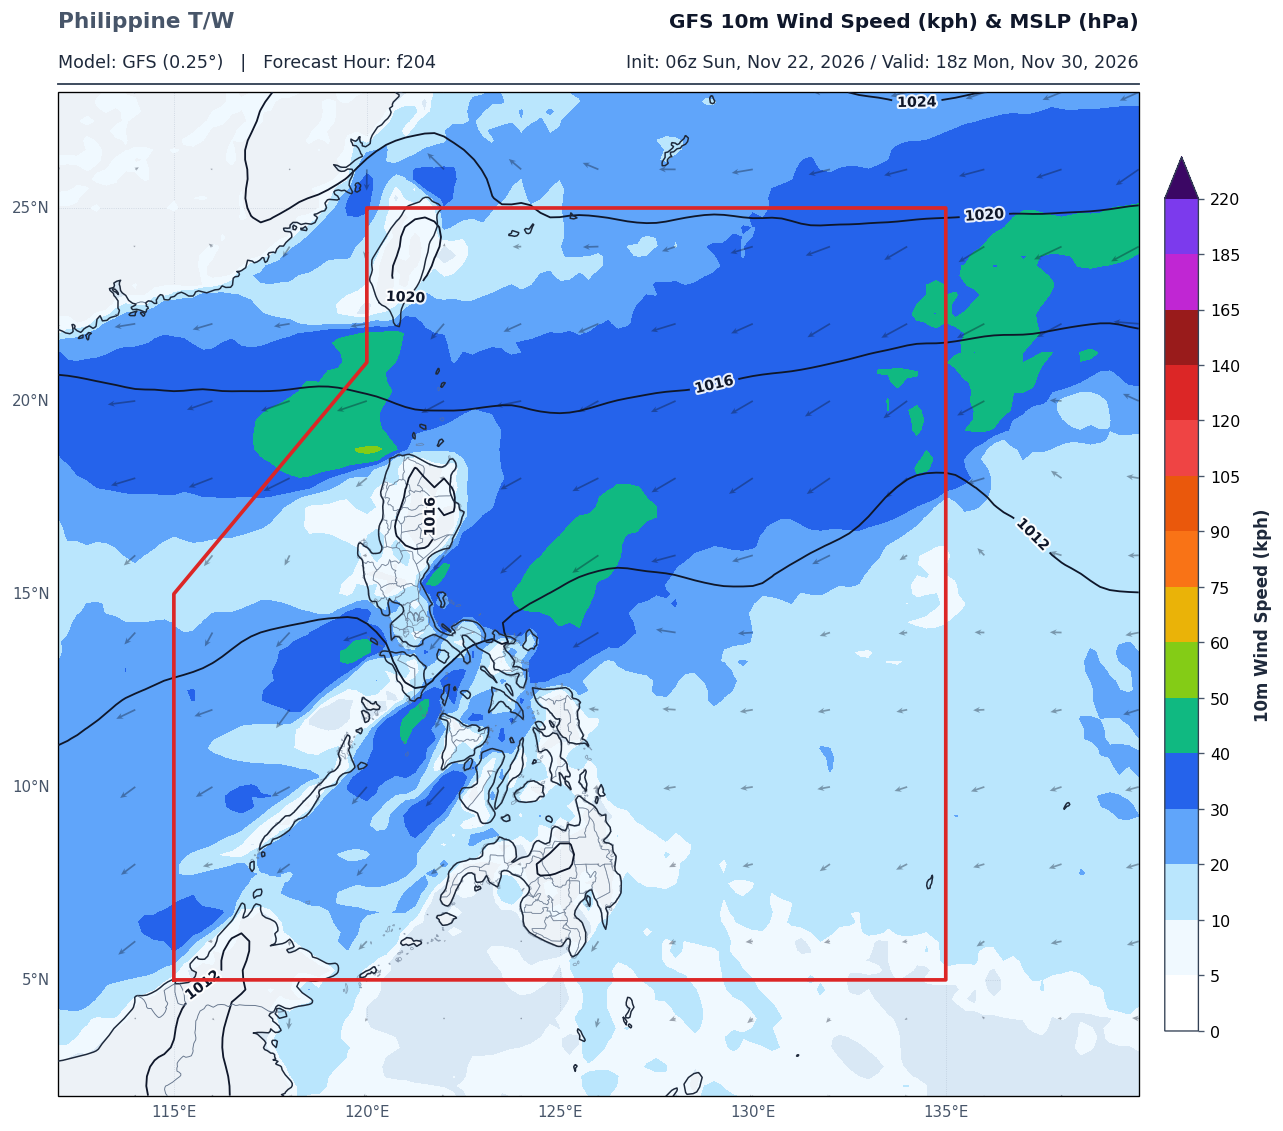 Philippine T/W
GFS 10m Wind Speed (kph) & MSLP (hPa)
Model: GFS (0.25°) | Forecast Hour: f204
Init: 06z Sun, Nov 22, 2026 / Valid: 18z Mon, Nov 30, 2026
1024
1020
1020
1016
1016
1012
1012
25°N
20°N
15°N
10°N
5°N
115°E
120°E
125°E
130°E
135°E
220
185
165
140
120
105
90
75
60
50
40
30
20
10
5
0
10m Wind Speed (kph)